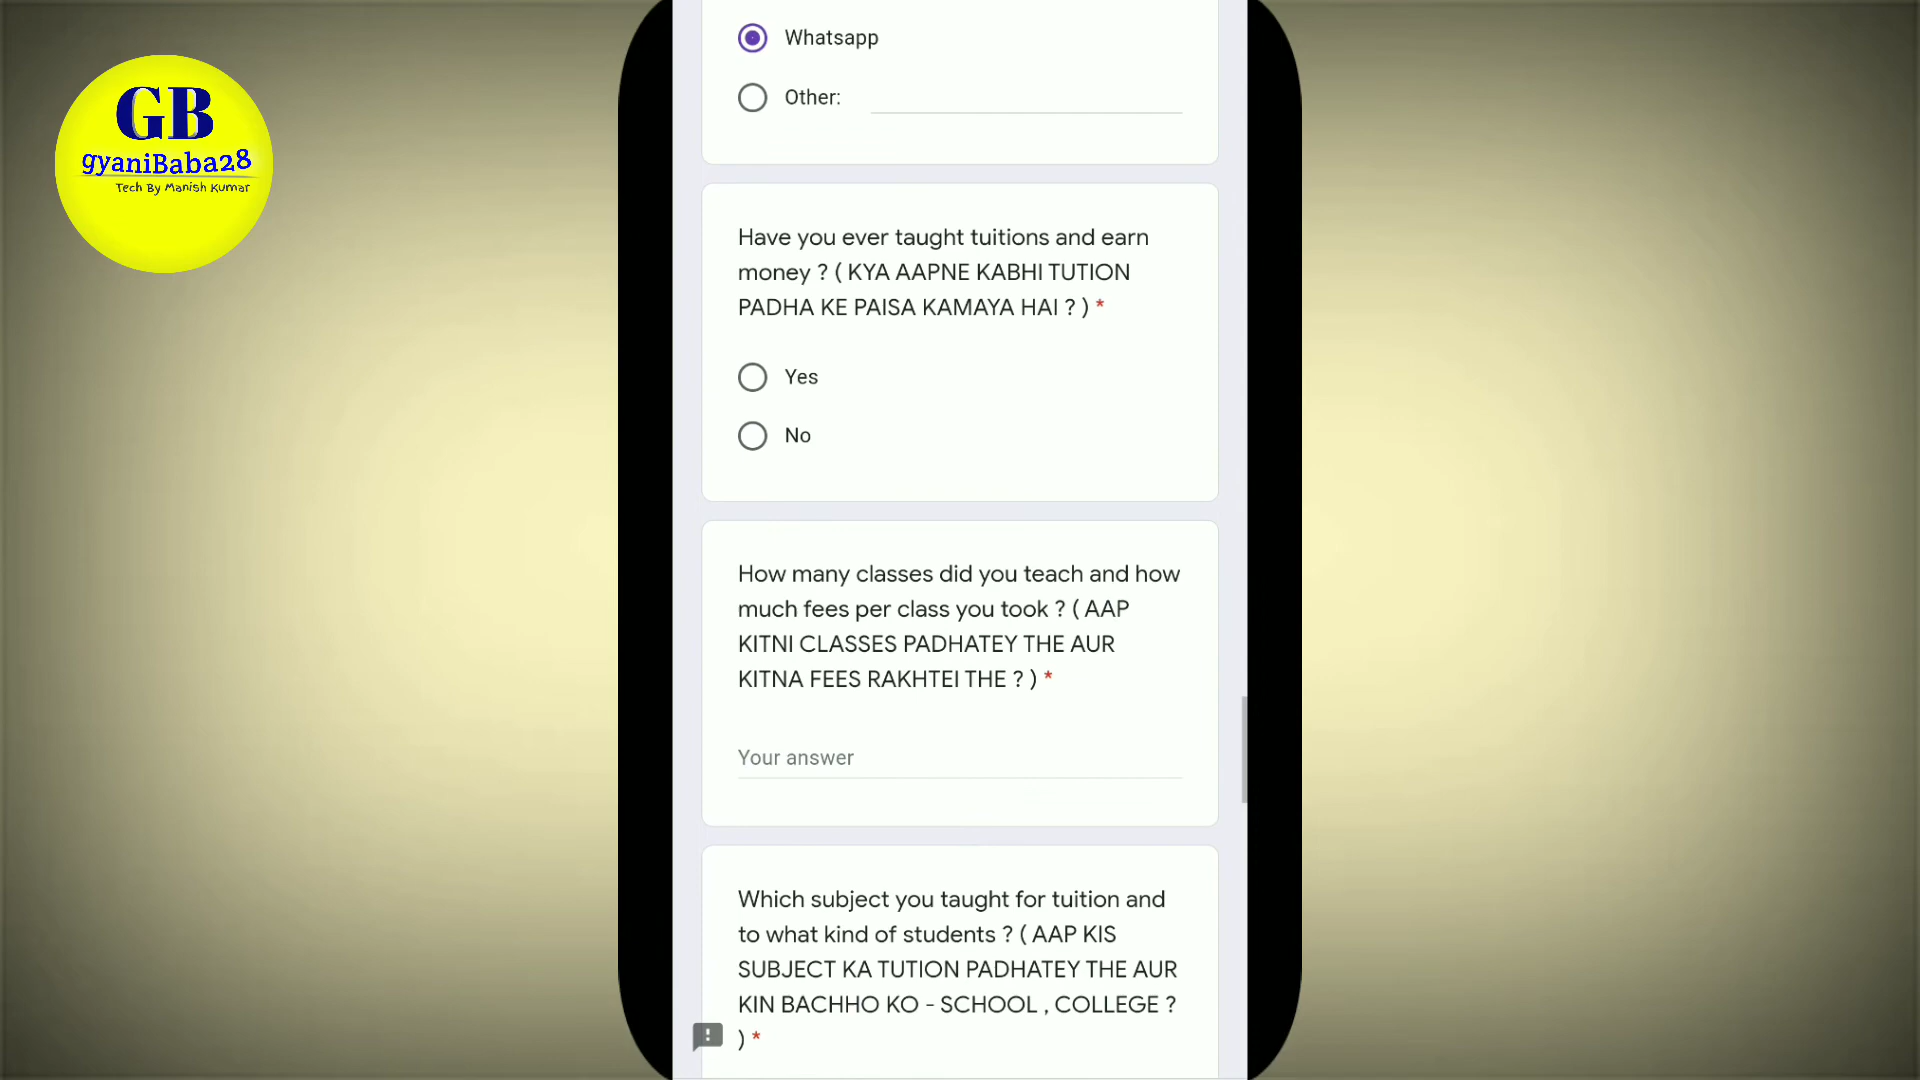 GB
gyaniBaba28
Tech By Manish Kumar
Whatsapp
Other:
Have you ever taught tuitions and earn
money ? ( KYA AAPNE KABHI TUTION
PADHA KE PAISA KAMAYA HAI ? ) *
Yes
No
How many classes did you teach and how
much fees per class you took ? ( AAP
KITNI CLASSES PADHATEY THE AUR
KITNA FEES RAKHTEI THE ? ) *
Your answer
Which subject you taught for tuition and
to what kind of students ? ( AAP KIS
SUBJECT KA TUTION PADHATEY THE AUR
KIN BACHHO KO - SCHOOL , COLLEGE ?
) *